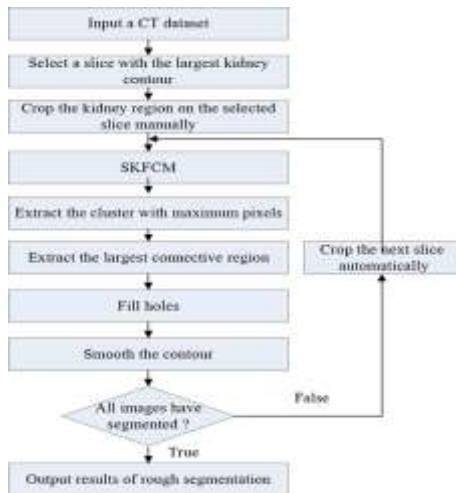 Input a CT dataset
Select a slice with the largest kidney
contour
Crop the kidney region on the selected
slice manually
SKFCM
Extract the cluster with maximum pixels
Extract the largest connective region
Crop the next slice
automatically
Fill holes
Smooth the contour
All images have
segmented ?
False
True
Output results of rough segmentation